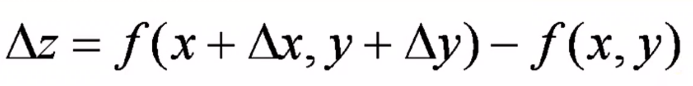 Δz = f(x + Δx, y + Δy) − f(x, y)